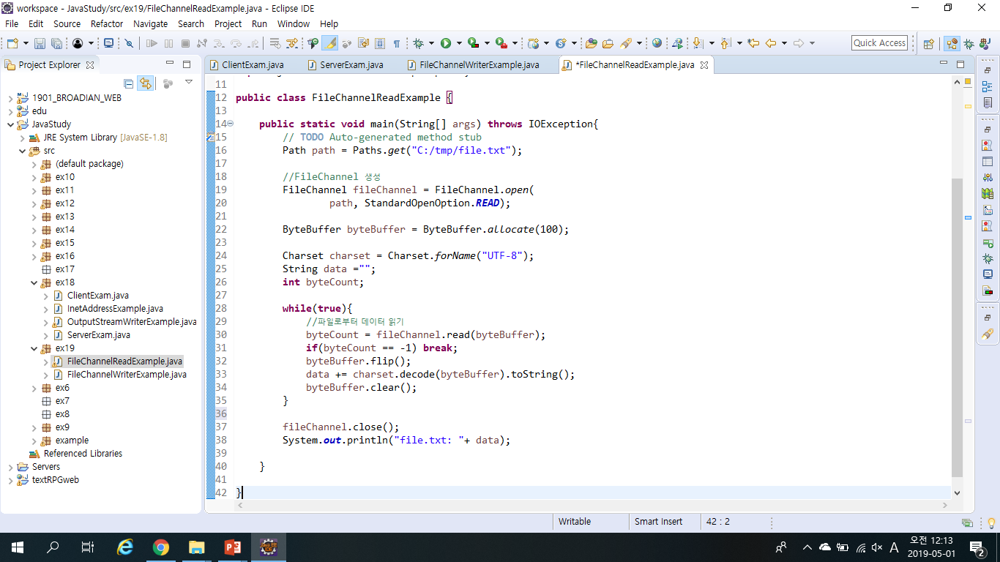 workspace - JavaStudy/src/ex19/FileChannelReadExample.java - Eclipse IDE
File Edit Source Refactor Navigate Search Project Run Window Help
Quick Access
Project Explorer
ClientExam.java ServerExam.java FileChannelWriterExample.java *FileChannelReadExample.java
1901_BROADIAN_WEB
edu
JavaStudy
JRE System Library [JavaSE-1.8]
src
(default package)
ex10
ex11
ex12
ex13
ex14
ex15
ex16
ex17
ex18
ClientExam.java
InetAddressExample.java
OutputStreamWriterExample.java
ServerExam.java
ex19
FileChannelReadExample.java
FileChannelWriterExample.java
ex6
ex7
ex8
ex9
example
Referenced Libraries
Servers
textRPGweb
11
12 public class FileChannelReadExample {
13
14 public static void main(String[] args) throws IOException{
15 // TODO Auto-generated method stub
16 Path path = Paths.get("C:/tmp/file.txt");
17
18 //FileChannel 생성
19 FileChannel fileChannel = FileChannel.open(
20 path, StandardOpenOption.READ);
21
22 ByteBuffer byteBuffer = ByteBuffer.allocate(100);
23
24 Charset charset = Charset.forName("UTF-8");
25 String data ="";
26 int byteCount;
27
28 while(true){
29 //파일로부터 데이터 읽기
30 byteCount = fileChannel.read(byteBuffer);
31 if(byteCount == -1) break;
32 byteBuffer.flip();
33 data += charset.decode(byteBuffer).toString();
34 byteBuffer.clear();
35 }
36
37 fileChannel.close();
38 System.out.println("file.txt: "+ data);
39
40 }
41
42 }
Writable Smart Insert 42 : 2
A
오전 12:13
2019-05-01
2